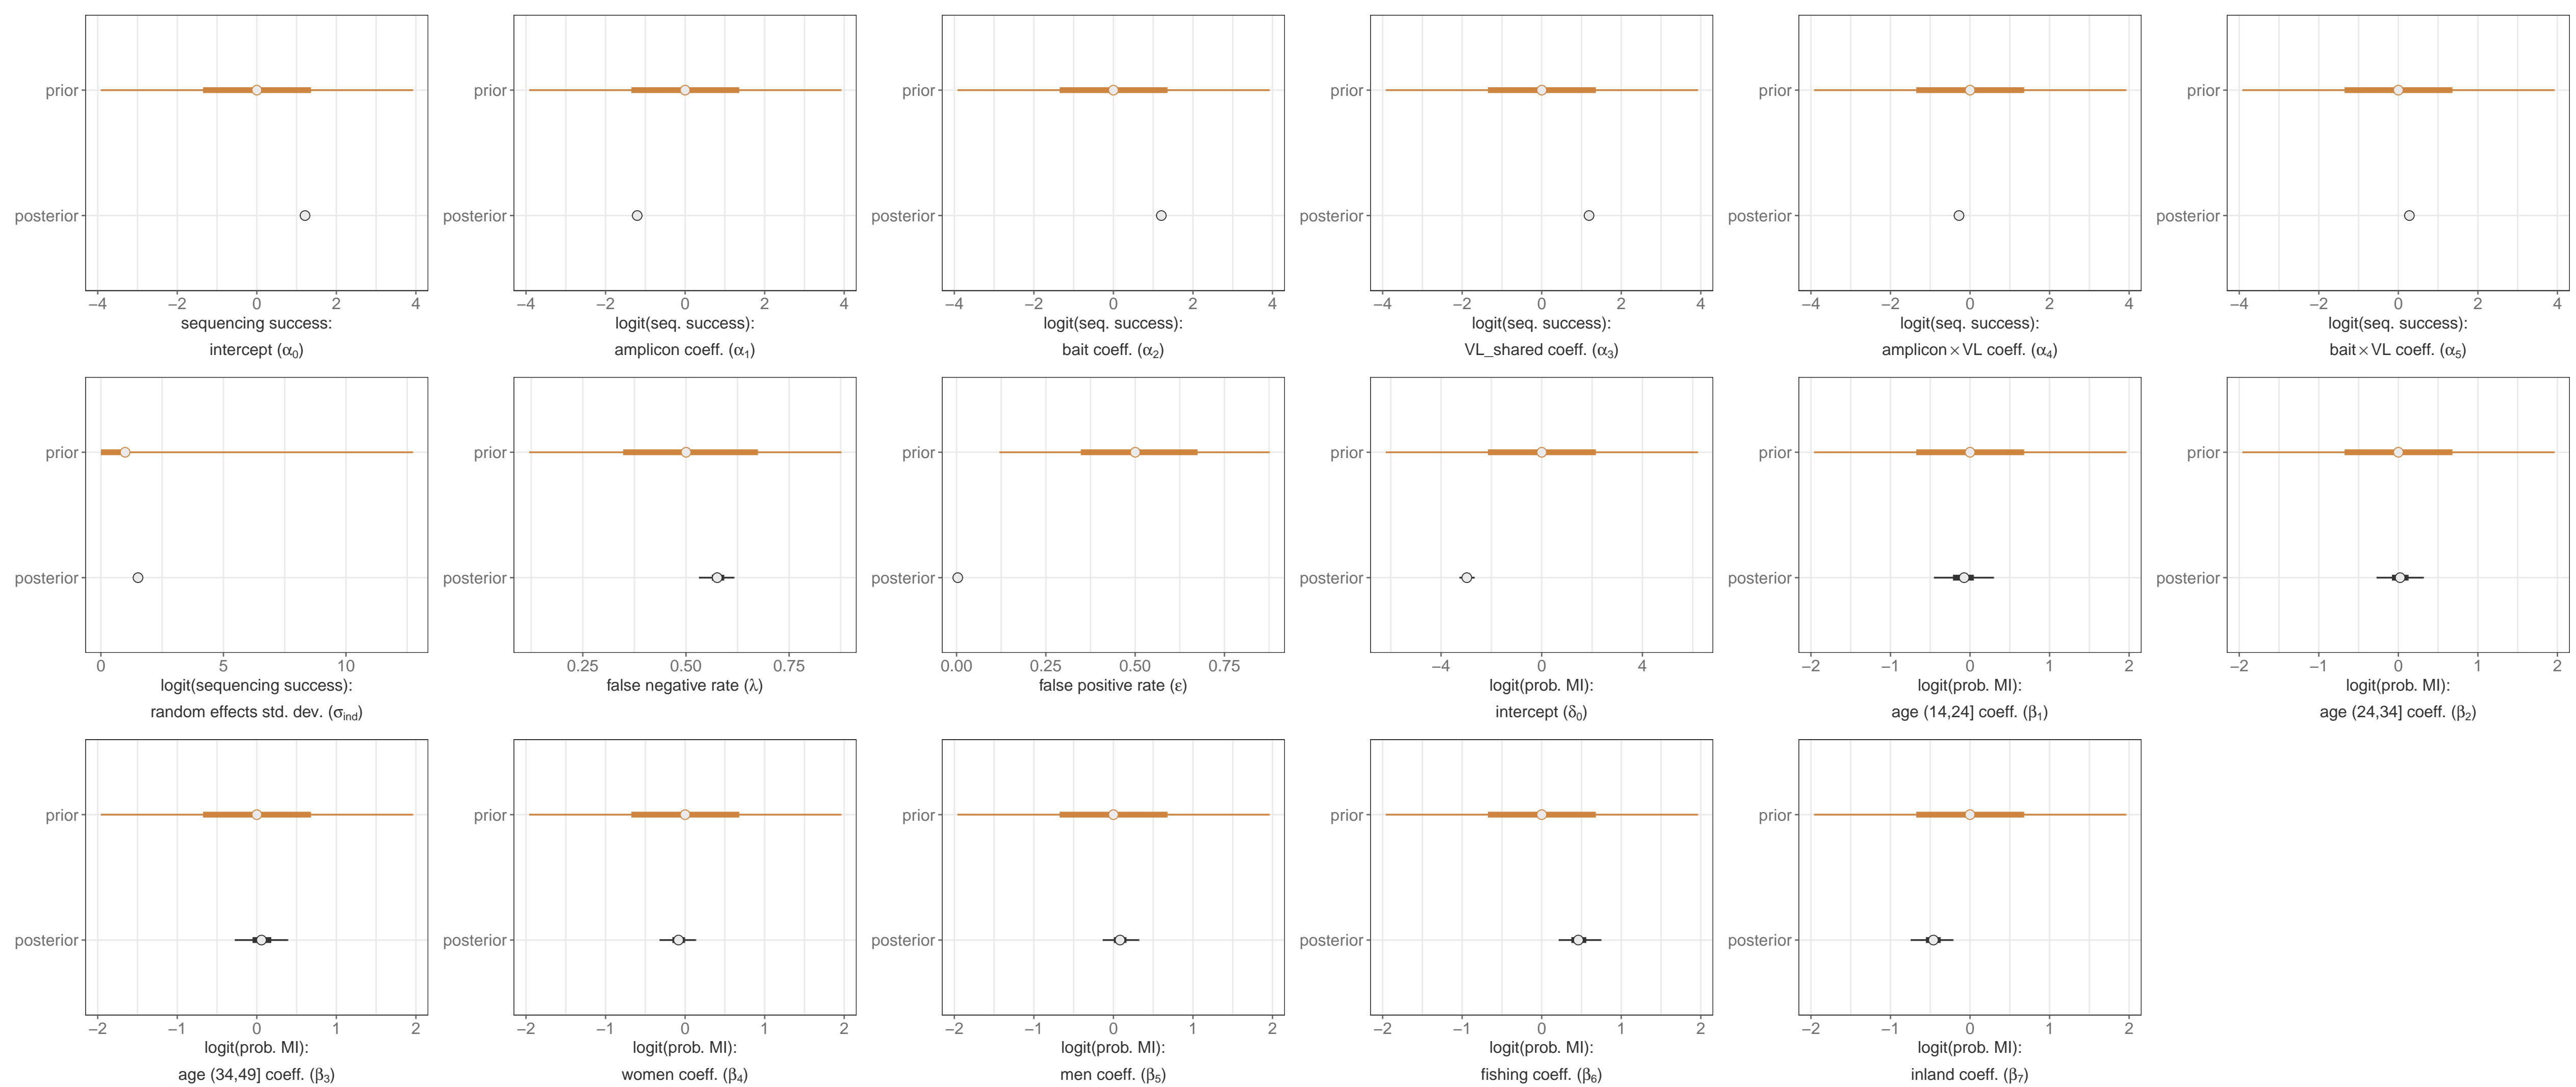 prior
posterior
−4 −2 0 2 4
sequencing success:
intercept (α0)
prior
posterior
−4 −2 0 2 4
logit(seq. success):
amplicon coeff. (α1)
prior
posterior
−4 −2 0 2 4
logit(seq. success):
bait coeff. (α2)
prior
posterior
−4 −2 0 2 4
logit(seq. success):
VL_shared coeff. (α3)
prior
posterior
−4 −2 0 2 4
logit(seq. success):
amplicon×VL coeff. (α4)
prior
posterior
−4 −2 0 2 4
logit(seq. success):
bait×VL coeff. (α5)
prior
posterior
0 5 10
logit(sequencing success):
random effects std. dev. (σind)
prior
posterior
0.25 0.50 0.75
false negative rate (λ)
prior
posterior
0.00 0.25 0.50 0.75
false positive rate (ε)
prior
posterior
−4 0 4
logit(prob. MI):
intercept (δ0)
prior
posterior
−2 −1 0 1 2
logit(prob. MI):
age (14,24] coeff. (β1)
prior
posterior
−2 −1 0 1 2
logit(prob. MI):
age (24,34] coeff. (β2)
prior
posterior
−2 −1 0 1 2
logit(prob. MI):
age (34,49] coeff. (β3)
prior
posterior
−2 −1 0 1 2
logit(prob. MI):
women coeff. (β4)
prior
posterior
−2 −1 0 1 2
logit(prob. MI):
men coeff. (β5)
prior
posterior
−2 −1 0 1 2
logit(prob. MI):
fishing coeff. (β6)
prior
posterior
−2 −1 0 1 2
logit(prob. MI):
inland coeff. (β7)